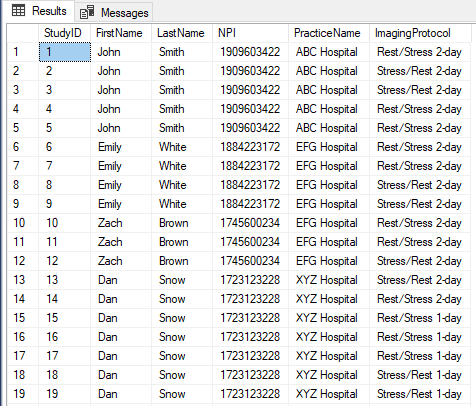 Results Messages
StudyID FirstName LastName NPI PracticeName ImagingProtocol
1 1 John Smith 1909603422 ABC Hospital Rest/Stress 2-day
2 2 John Smith 1909603422 ABC Hospital Stress/Rest 2-day
3 3 John Smith 1909603422 ABC Hospital Stress/Rest 2-day
4 4 John Smith 1909603422 ABC Hospital Rest/Stress 2-day
5 5 John Smith 1909603422 ABC Hospital Rest/Stress 2-day
6 6 Emily White 1884223172 EFG Hospital Rest/Stress 2-day
7 7 Emily White 1884223172 EFG Hospital Rest/Stress 2-day
8 8 Emily White 1884223172 EFG Hospital Stress/Rest 2-day
9 9 Emily White 1884223172 EFG Hospital Stress/Rest 2-day
10 10 Zach Brown 1745600234 EFG Hospital Rest/Stress 2-day
11 11 Zach Brown 1745600234 EFG Hospital Rest/Stress 2-day
12 12 Zach Brown 1745600234 EFG Hospital Stress/Rest 2-day
13 13 Dan Snow 1723123228 XYZ Hospital Rest/Stress 2-day
14 14 Dan Snow 1723123228 XYZ Hospital Rest/Stress 2-day
15 15 Dan Snow 1723123228 XYZ Hospital Rest/Stress 1-day
16 16 Dan Snow 1723123228 XYZ Hospital Rest/Stress 1-day
17 17 Dan Snow 1723123228 XYZ Hospital Rest/Stress 1-day
18 18 Dan Snow 1723123228 XYZ Hospital Rest/Stress 1-day
19 19 Dan Snow 1723123228 XYZ Hospital Rest/Stress 1-day